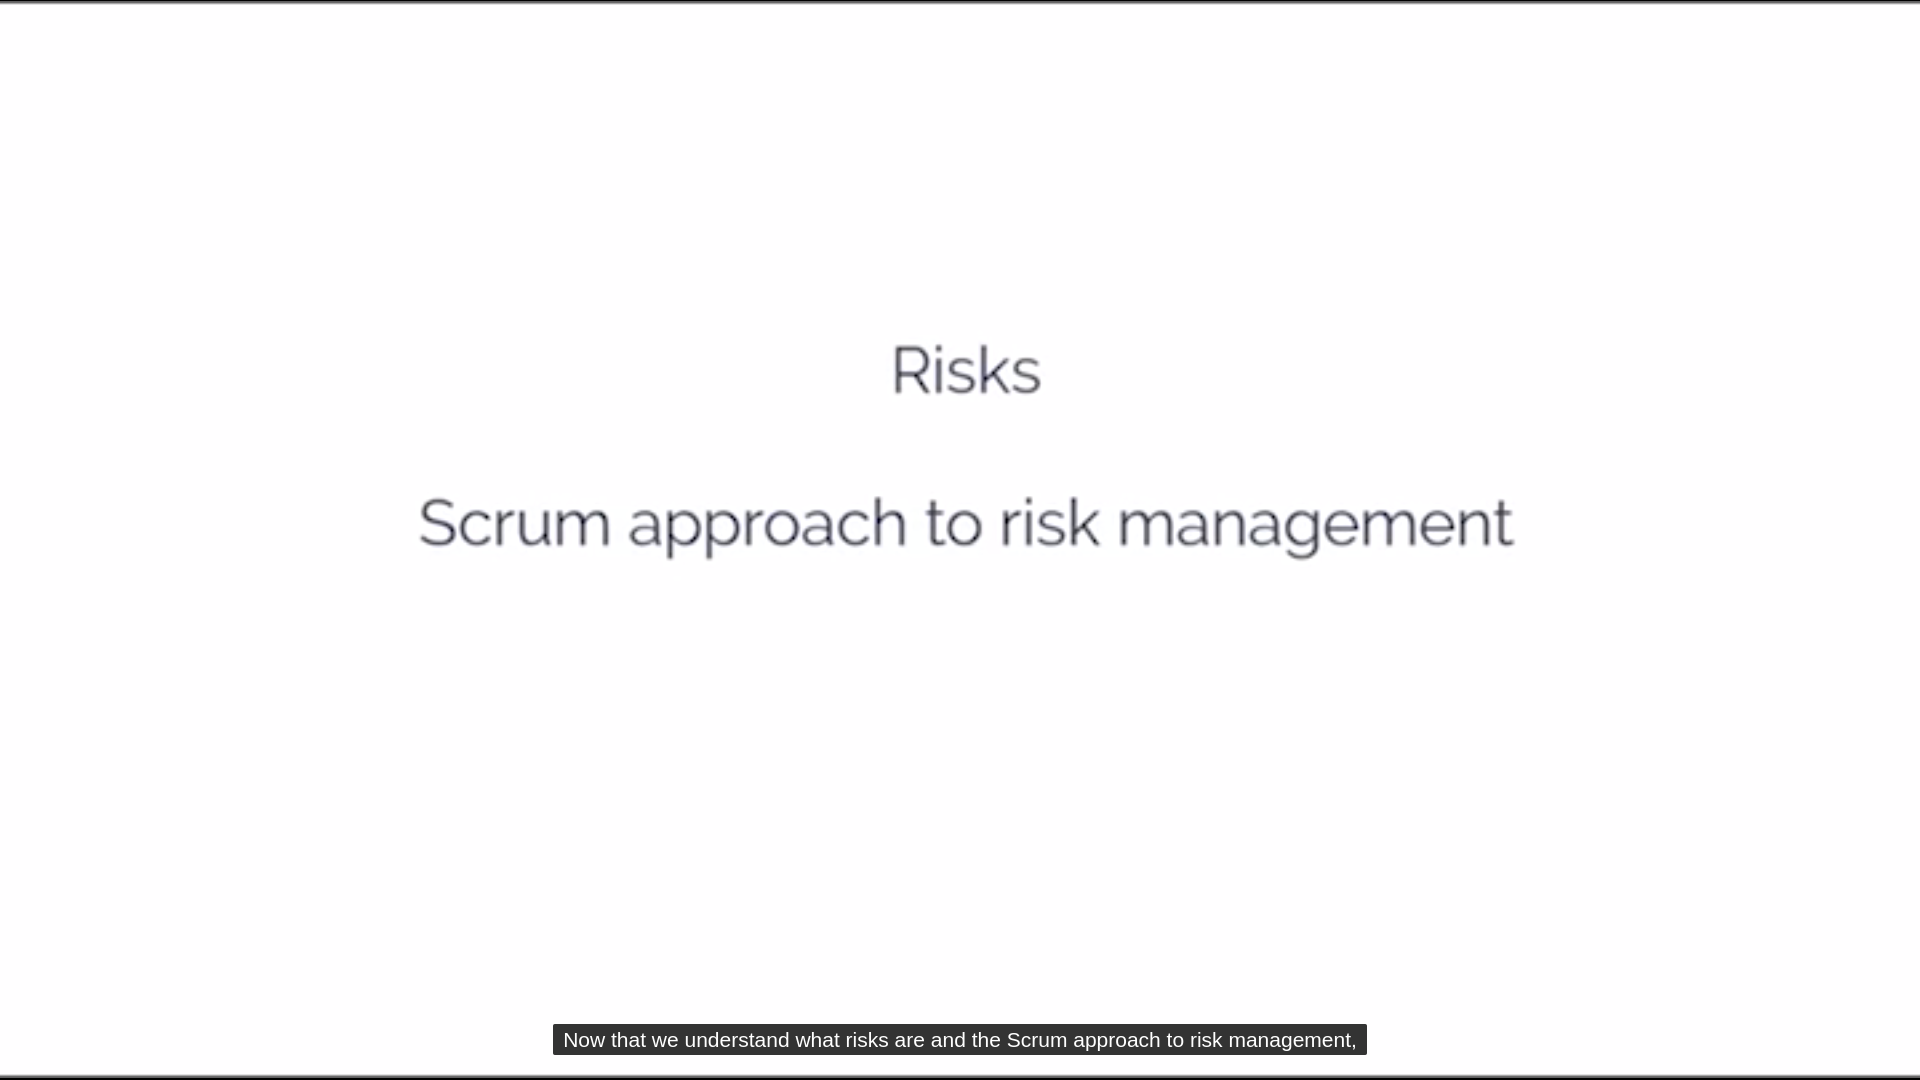 Risks
Scrum approach to risk management
Now that we understand what risks are and the Scrum approach to risk management,